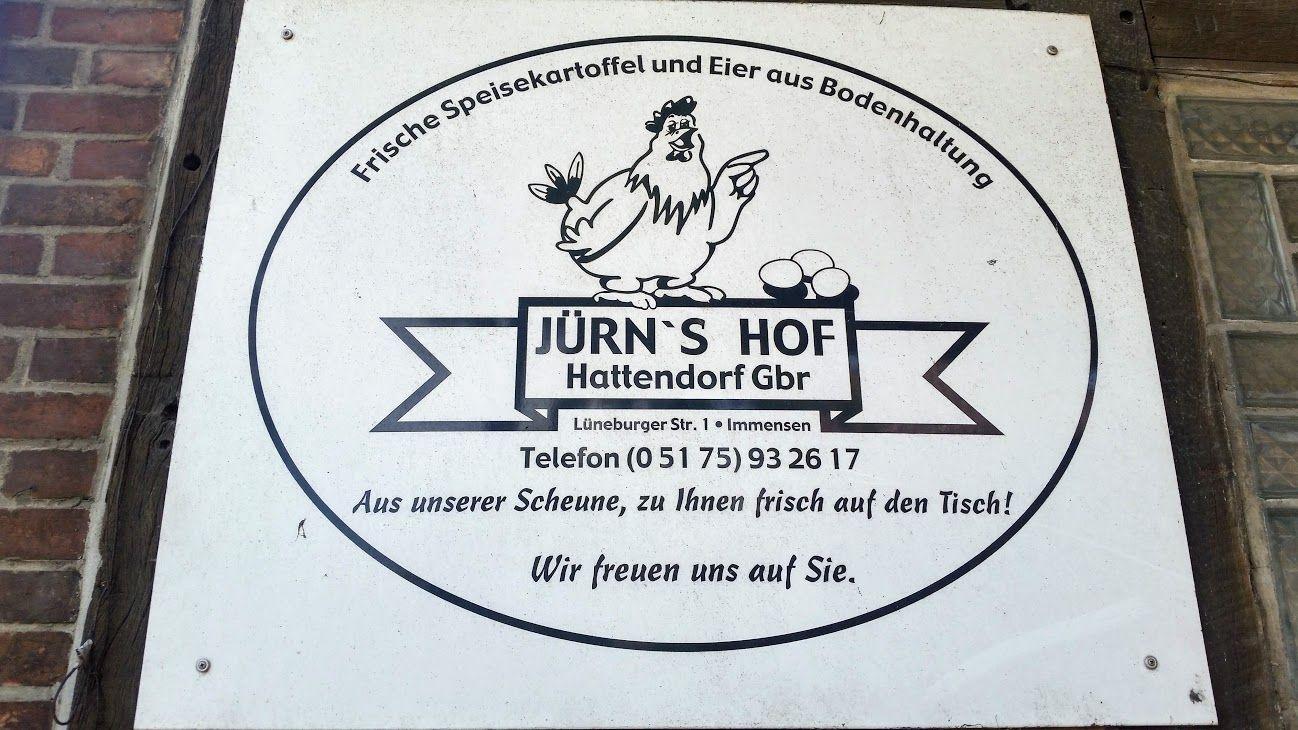 Frische Speisekartoffel und Eier aus Bodenhaltung
JÜRN`S HOF
Hattendorf Gbr
Lüneburger Str. 1 • Immensen
Telefon (0 51 75) 93 26 17
Aus unserer Scheune, zu Ihnen frisch auf den Tisch!
Wir freuen uns auf Sie.